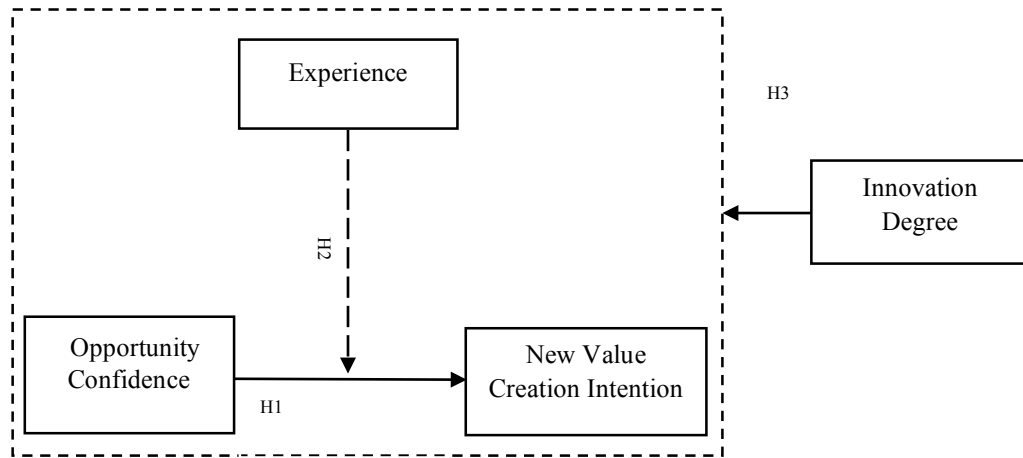 Experience
H3
Innovation
Degree
H2
Opportunity
Confidence
New Value
Creation Intention
H1